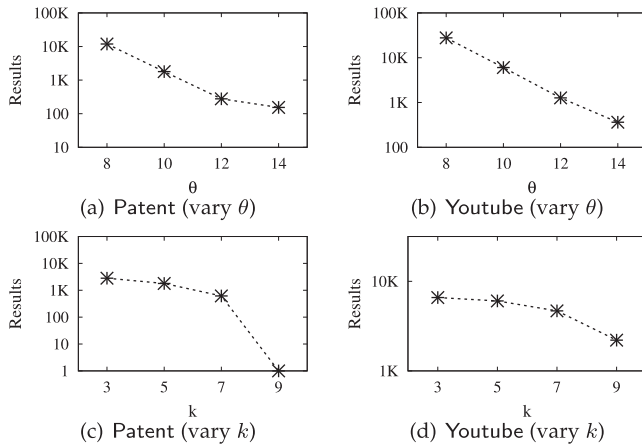 100K
10K
1K
100
10
Results
8 10 12 14
θ
(a) Patent (vary θ)
100K
10K
1K
100
Results
8 10 12 14
θ
(b) Youtube (vary θ)
100K
10K
1K
100
10
1
Results
3 5 7 9
k
(c) Patent (vary k)
10K
1K
Results
3 5 7 9
k
(d) Youtube (vary k)